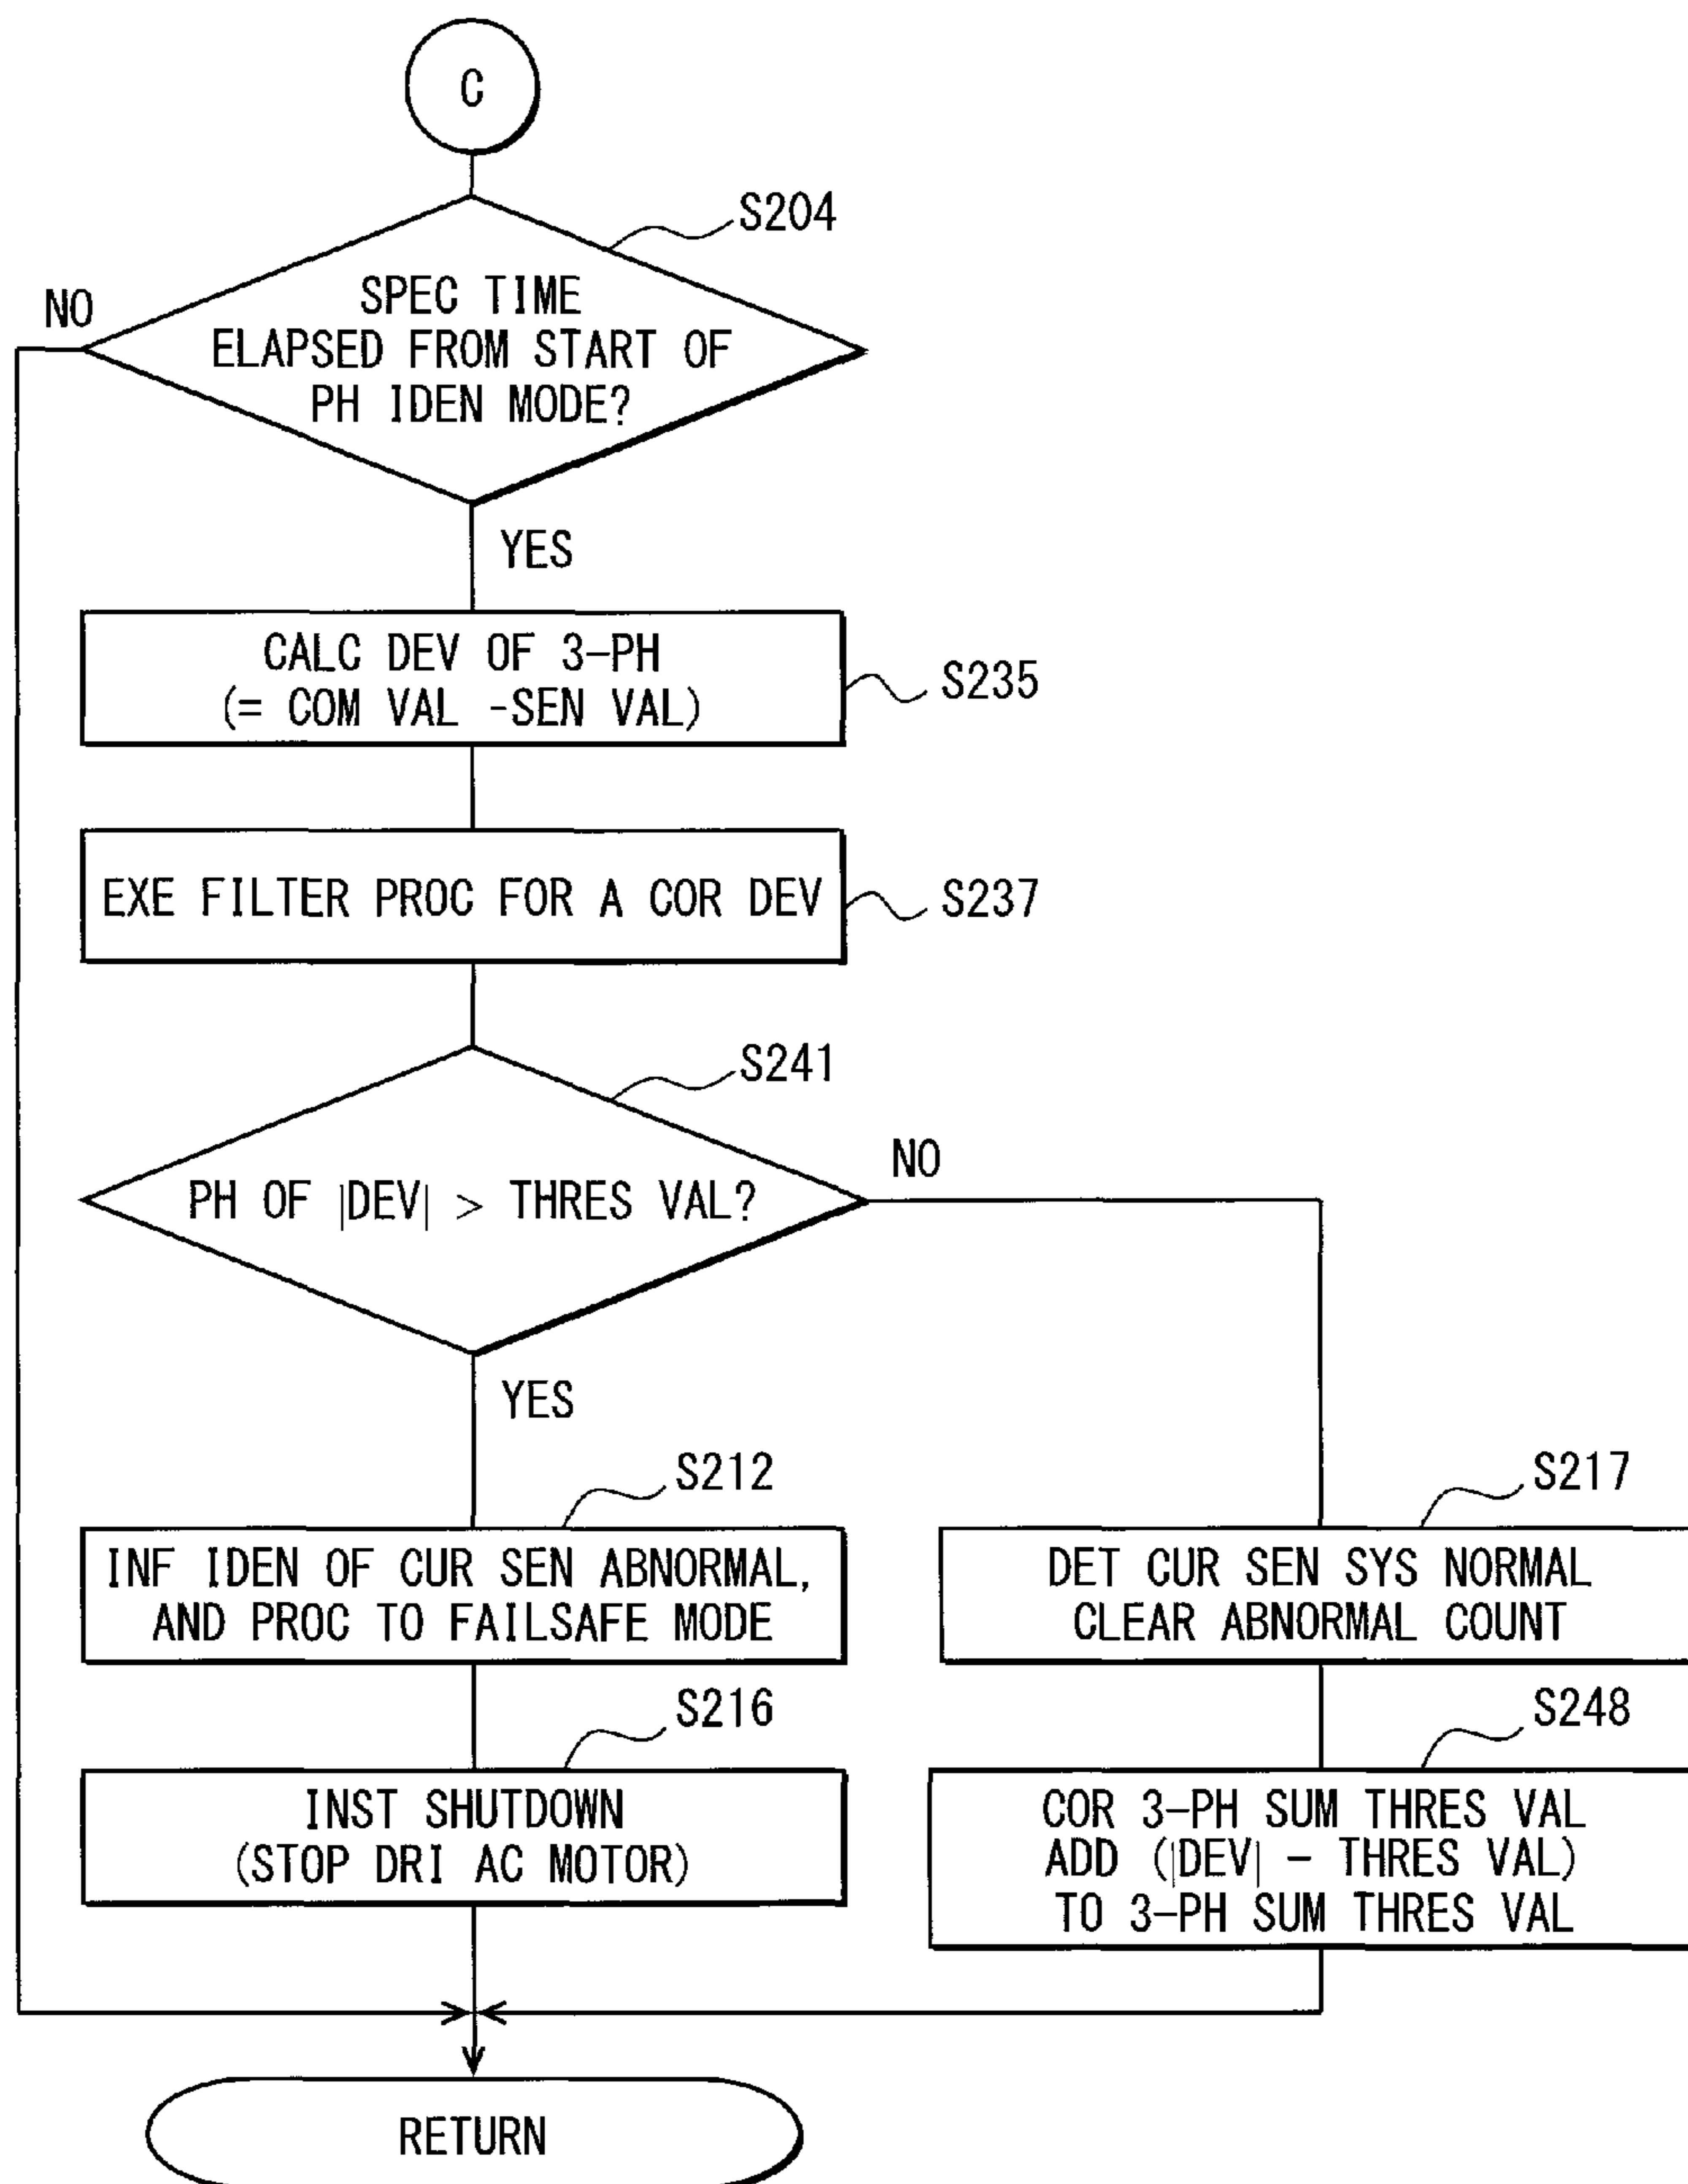 C
S204
SPEC TIME
ELAPSED FROM START OF
PH IDEN MODE?
NO
YES
CALC DEV OF 3-PH
(= COM VAL -SEN VAL)
S235
EXE FILTER PROC FOR A COR DEV
S237
S241
PH OF |DEV| > THRES VAL?
NO
YES
S212
INF IDEN OF CUR SEN ABNORMAL,
AND PROC TO FAILSAFE MODE
S217
DET CUR SEN SYS NORMAL
CLEAR ABNORMAL COUNT
S216
INST SHUTDOWN
(STOP DRI AC MOTOR)
S248
COR 3-PH SUM THRES VAL
ADD (|DEV| - THRES VAL)
TO 3-PH SUM THRES VAL
RETURN